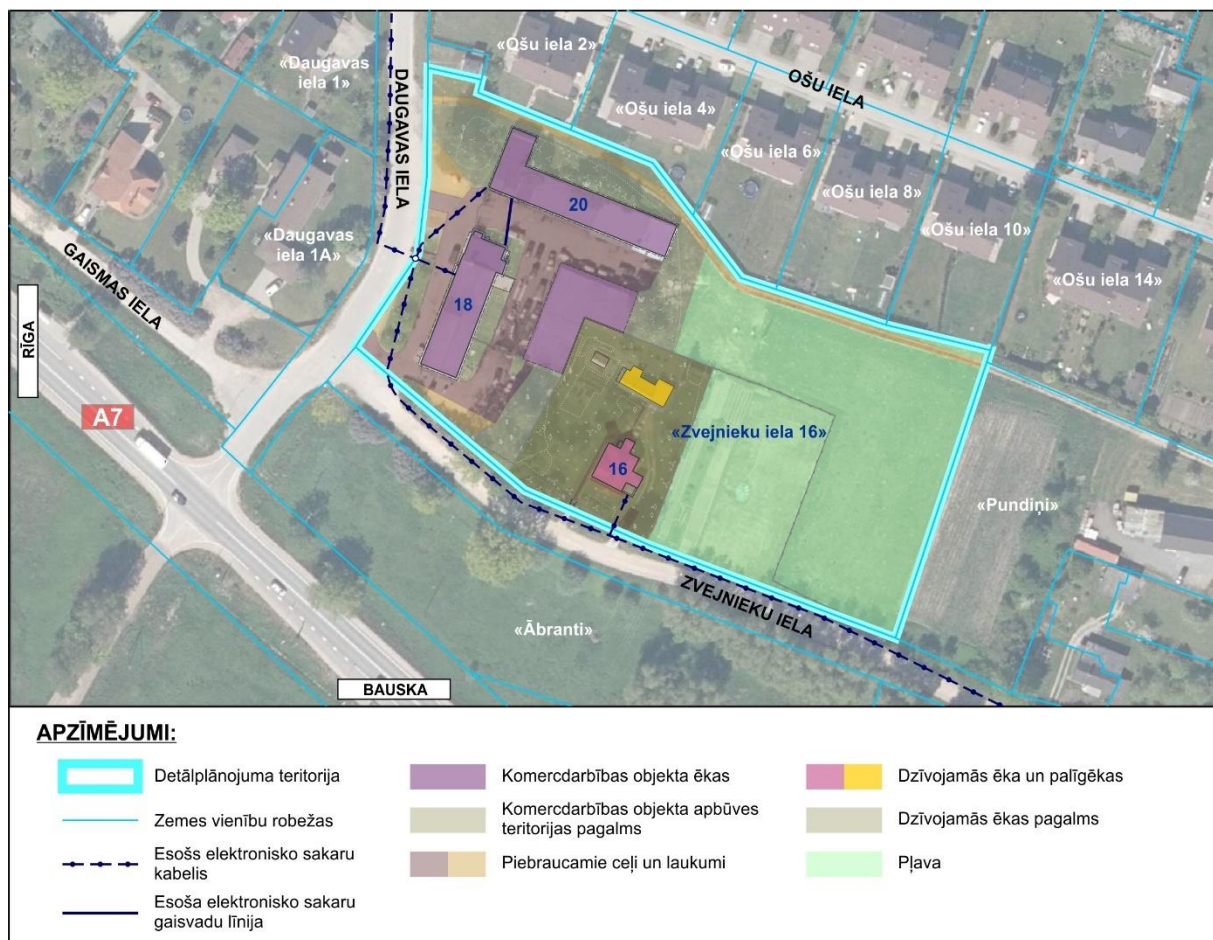 «Ošu iela 2»
«Daugavas
iela 1»
DAUGAVAS IELA
OŠU IELA
«Ošu iela 4»
«Ošu iela 6»
«Ošu iela 8»
20
«Ošu iela 10»
«Daugavas
iela 1A»
GAISMAS IELA
«Ošu iela 14»
18
RĪGA
A7
«Zvejnieku iela 16»
16
«Pundiņi»
ZVEJNIEKU IELA
«Ābranti»
BAUSKA
APZĪMĒJUMI:
Detālplānojuma teritorija
Zemes vienību robežas
Esošs elektronisko sakaru
kabelis
Esoša elektronisko sakaru
gaisvadu līnija
Komercdarbības objekta ēkas
Komercdarbības objekta apbūves
teritorijas pagalms
Piebraucamie ceļi un laukumi
Dzīvojamās ēka un palīgēkas
Dzīvojamās ēkas pagalms
Pļava